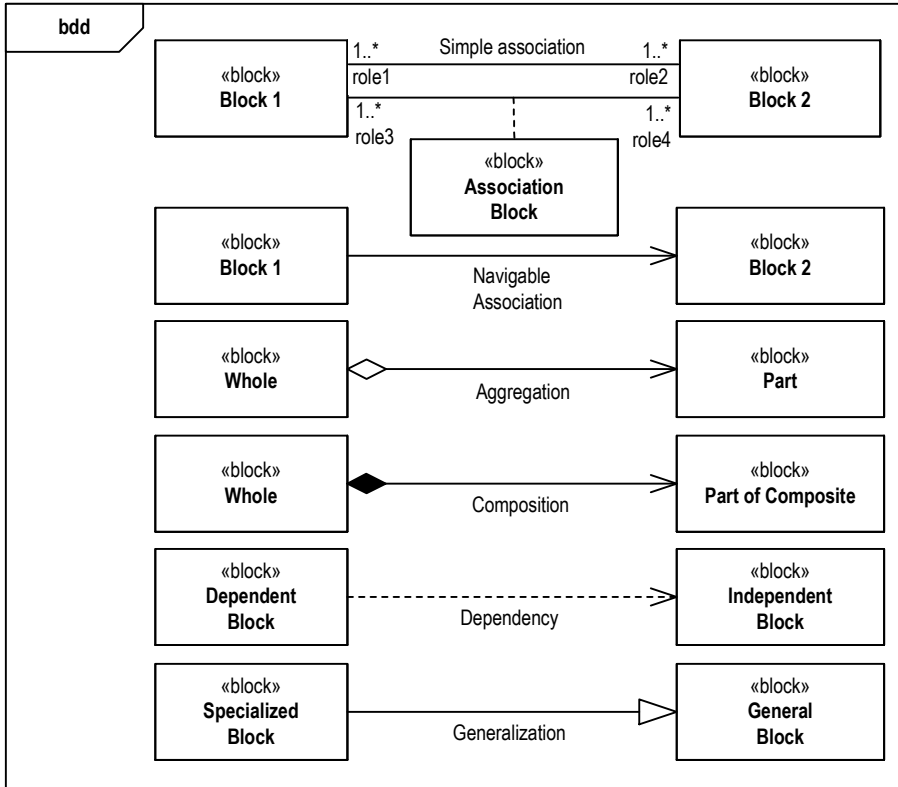 bdd
Simple association
«block»
Block 1
1..*
role1
1..*
role2
«block»
Block 2
1..*
role3
1..*
role4
«block»
Association
Block
«block»
Block 1
Navigable
Association
«block»
Block 2
«block»
Whole
Aggregation
«block»
Part
«block»
Whole
Composition
«block»
Part of Composite
«block»
Dependent
Block
Dependency
«block»
Independent
Block
«block»
Specialized
Block
Generalization
«block»
General
Block